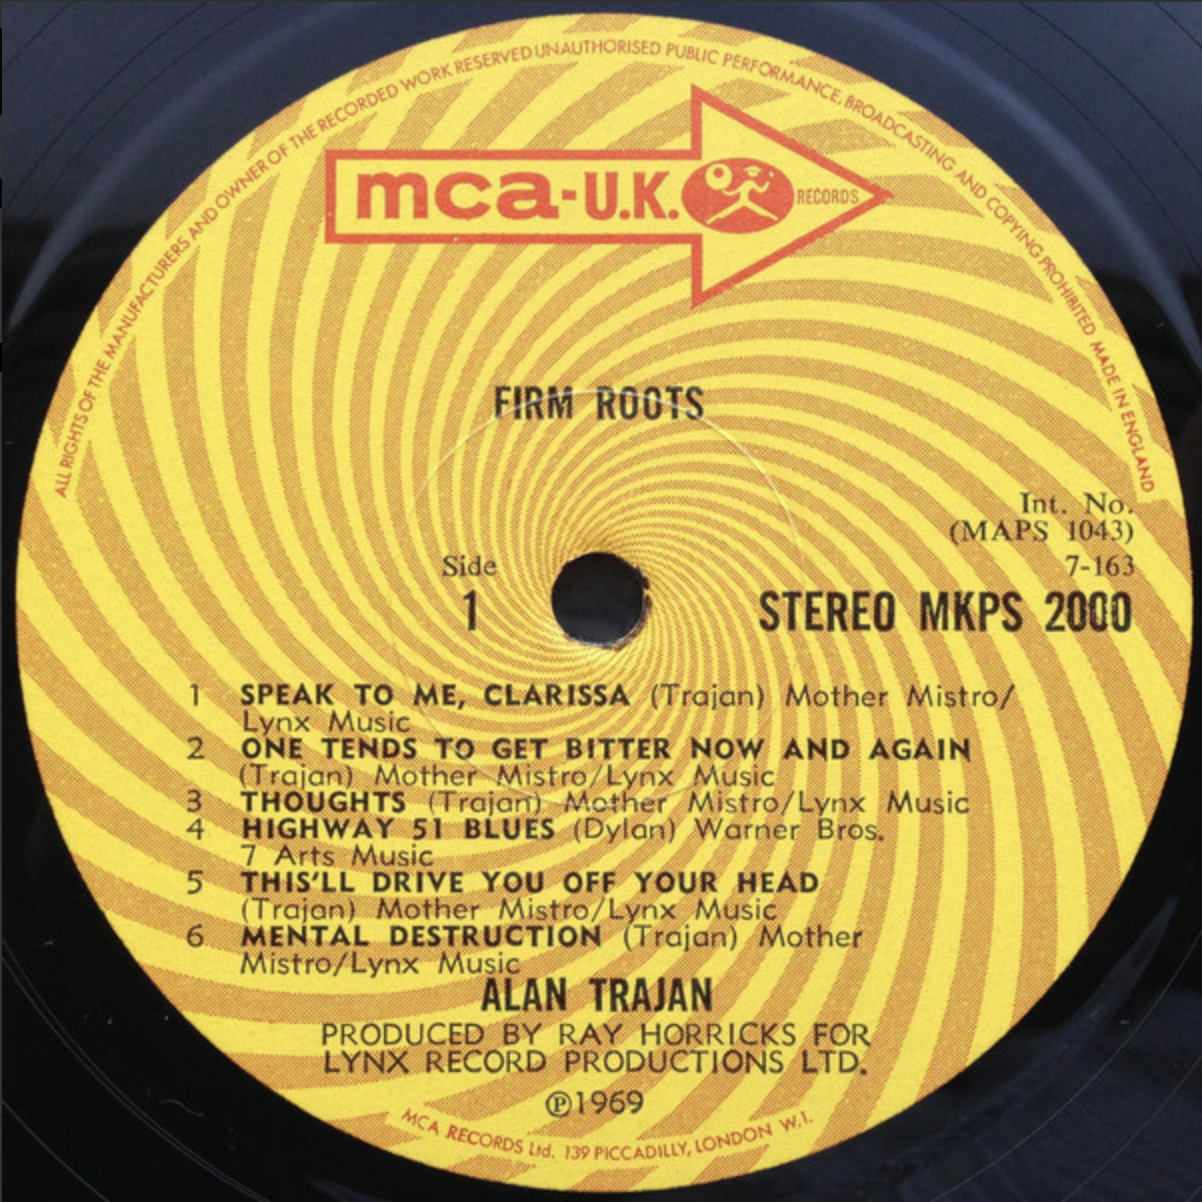 ALL RIGHTS OF THE MANUFACTURERS AND OWNER OF THE RECORDED WORK RESERVED UNAUTHORISED PUBLIC PERFORMANCE, BROADCASTING AND COPYING PROHIBITED MADE IN ENGLAND
mca-U.K. RECORDS
FIRM ROOTS
Int. No.
(MAPS 1043)
7-163
Side
1
STEREO MKPS 2000
1 SPEAK TO ME, CLARISSA (Trajan) Mother Mistro/
Lynx Music
2 ONE TENDS TO GET BITTER NOW AND AGAIN
(Trajan) Mother Mistro/Lynx Music
3 THOUGHTS (Trajan) Mother Mistro/Lynx Music
4 HIGHWAY 51 BLUES (Dylan) Warner Bros.
7 Arts Music
5 THIS'LL DRIVE YOU OFF YOUR HEAD
(Trajan) Mother Mistro/Lynx Music
6 MENTAL DESTRUCTION (Trajan) Mother
Mistro/Lynx Music
ALAN TRAJAN
PRODUCED BY RAY HORRICKS FOR
LYNX RECORD PRODUCTIONS LTD.
℗1969
MCA RECORDS Ltd. 139 PICCADILLY, LONDON W.1.